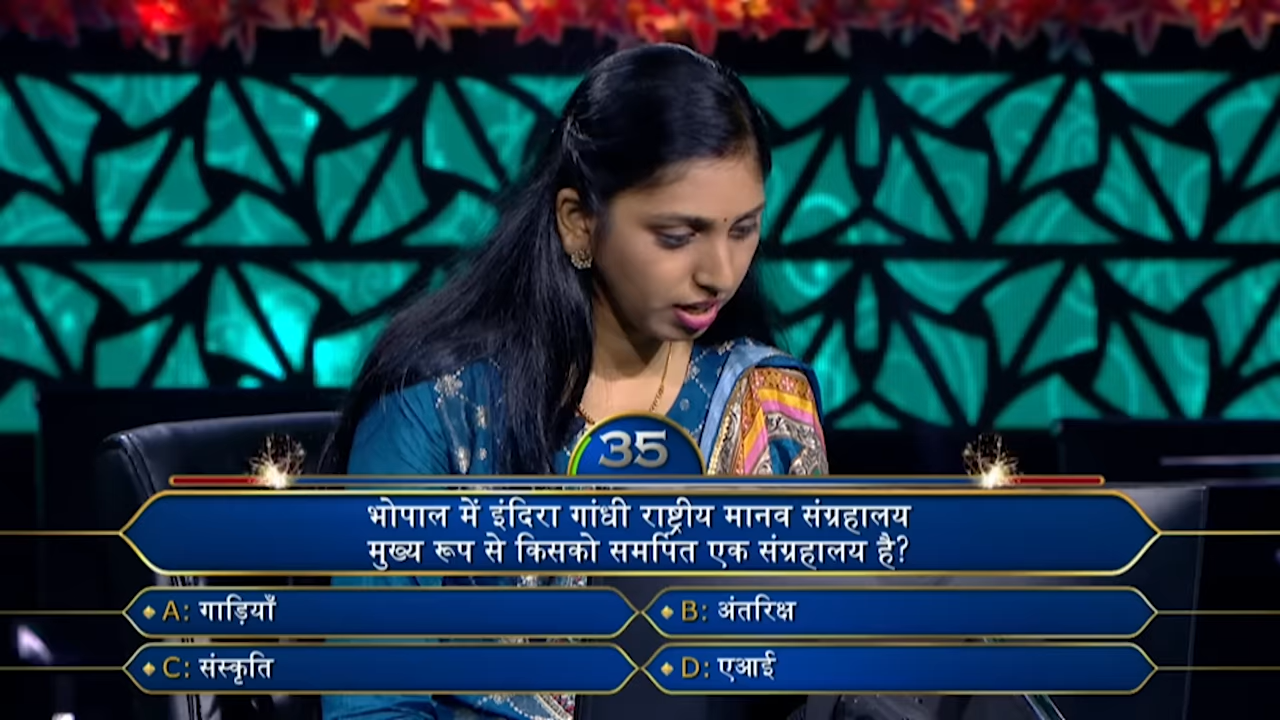 35
भोपाल में इंदिरा गांधी राष्ट्रीय मानव संग्रहालय
मुख्य रूप से किसको समर्पित एक संग्रहालय है?
A: गाड़ियाँ
B: अंतरिक्ष
C: संस्कृति
D: एआई